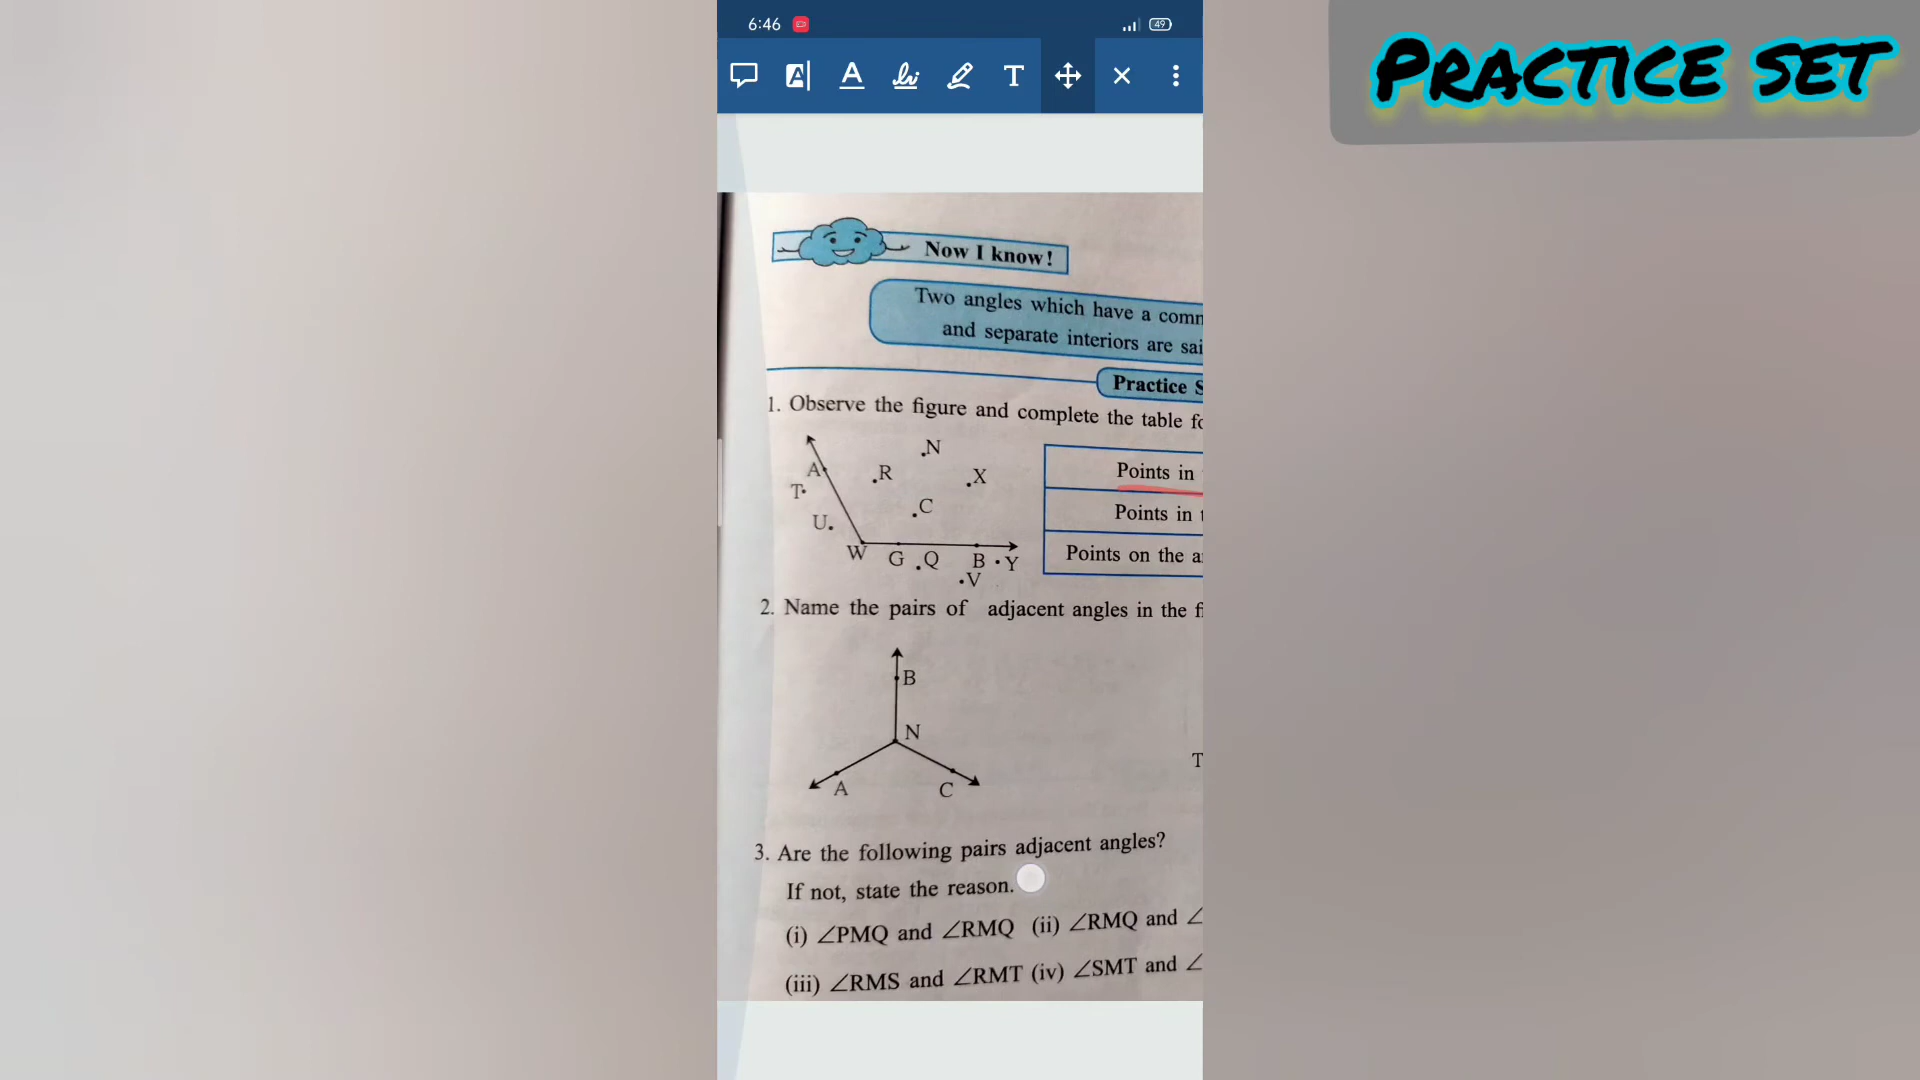 6:46
49
PRACTICE SET
A
A
T
Now I know!
Two angles which have a comm
and separate interiors are sai
Practice S
1. Observe the figure and complete the table fo
N
R
X
A
T
C
U
W
G
Q
B
Y
V
Points in
Points in t
Points on the a
2. Name the pairs of adjacent angles in the fi
B
N
A
C
T
3. Are the following pairs adjacent angles?
If not, state the reason.
(i) ∠PMQ and ∠RMQ (ii) ∠RMQ and ∠
(iii) ∠RMS and ∠RMT (iv) ∠SMT and ∠